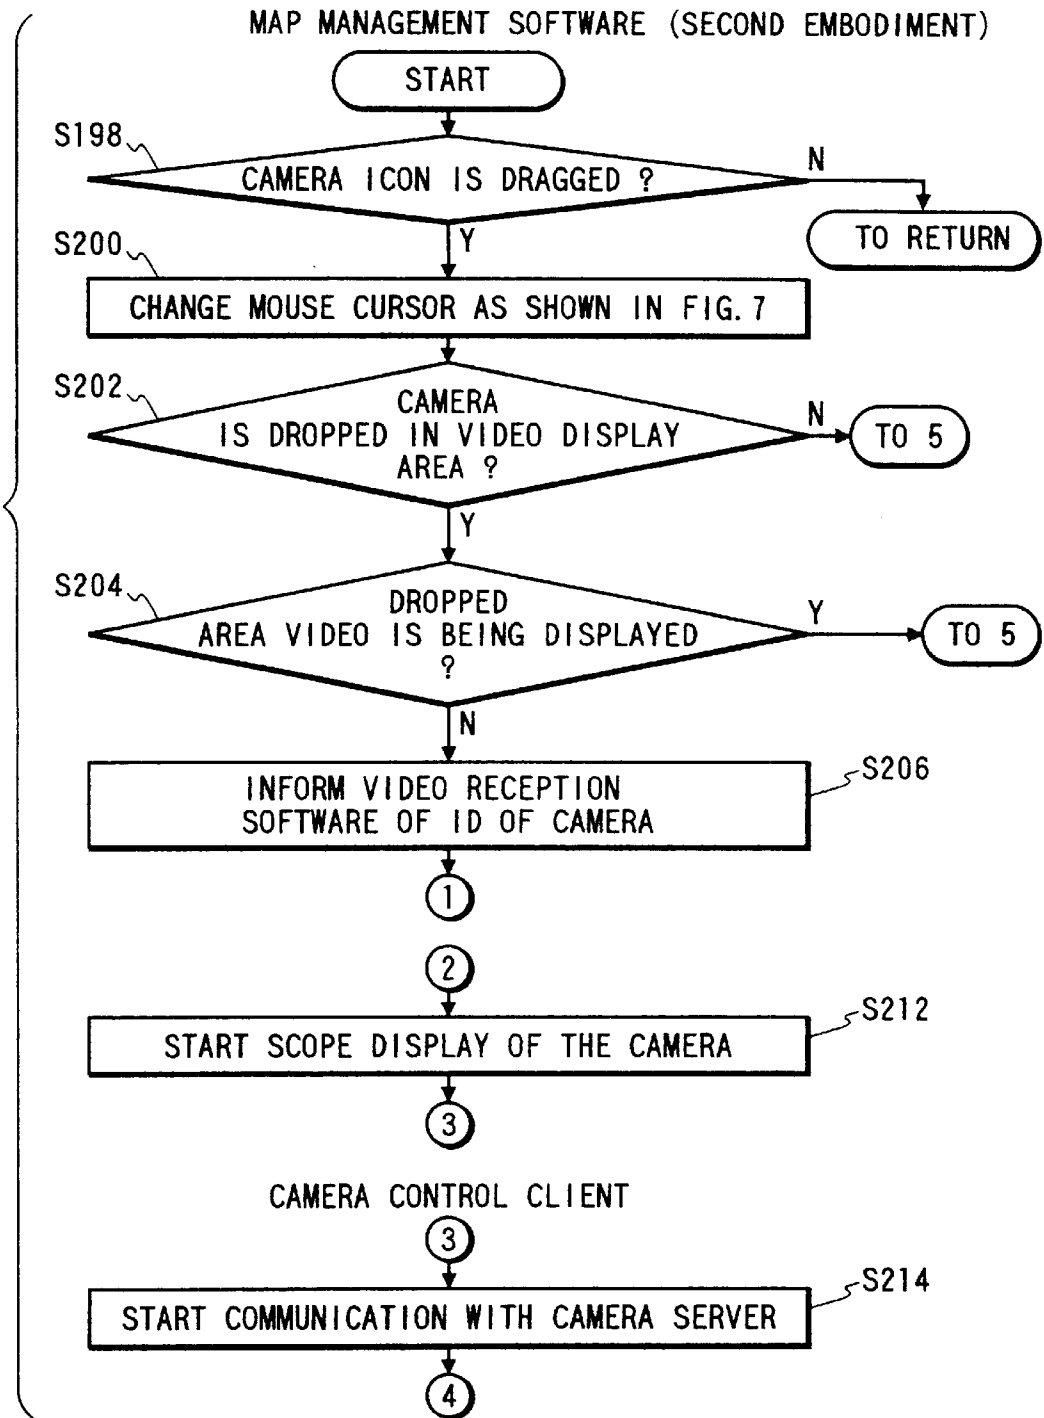 MAP MANAGEMENT SOFTWARE (SECOND EMBODIMENT)
START
S198
CAMERA ICON IS DRAGGED ?
N
TO RETURN
Y
S200
CHANGE MOUSE CURSOR AS SHOWN IN FIG. 7
S202
CAMERA
IS DROPPED IN VIDEO DISPLAY
AREA ?
N
TO 5
Y
S204
DROPPED
AREA VIDEO IS BEING DISPLAYED
?
Y
TO 5
N
S206
INFORM VIDEO RECEPTION
SOFTWARE OF ID OF CAMERA
1
2
S212
START SCOPE DISPLAY OF THE CAMERA
3
CAMERA CONTROL CLIENT
3
S214
START COMMUNICATION WITH CAMERA SERVER
4